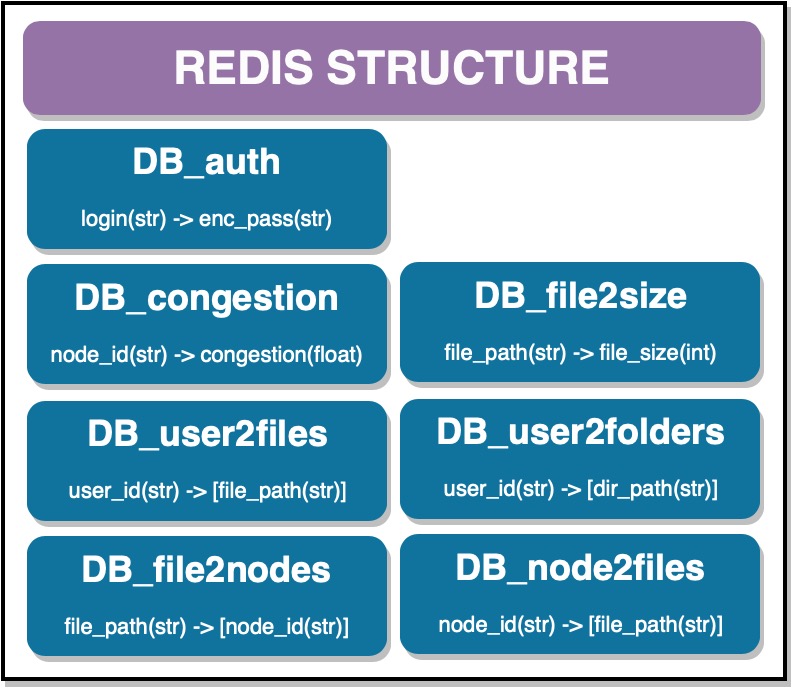 REDIS STRUCTURE
DB_auth
login(str) -> enc_pass(str)
DB_congestion
node_id(str) -> congestion(float)
DB_file2size
file_path(str) -> file_size(int)
DB_user2files
user_id(str) -> [file_path(str)]
DB_user2folders
user_id(str) -> [dir_path(str)]
DB_file2nodes
file_path(str) -> [node_id(str)]
DB_node2files
node_id(str) -> [file_path(str)]